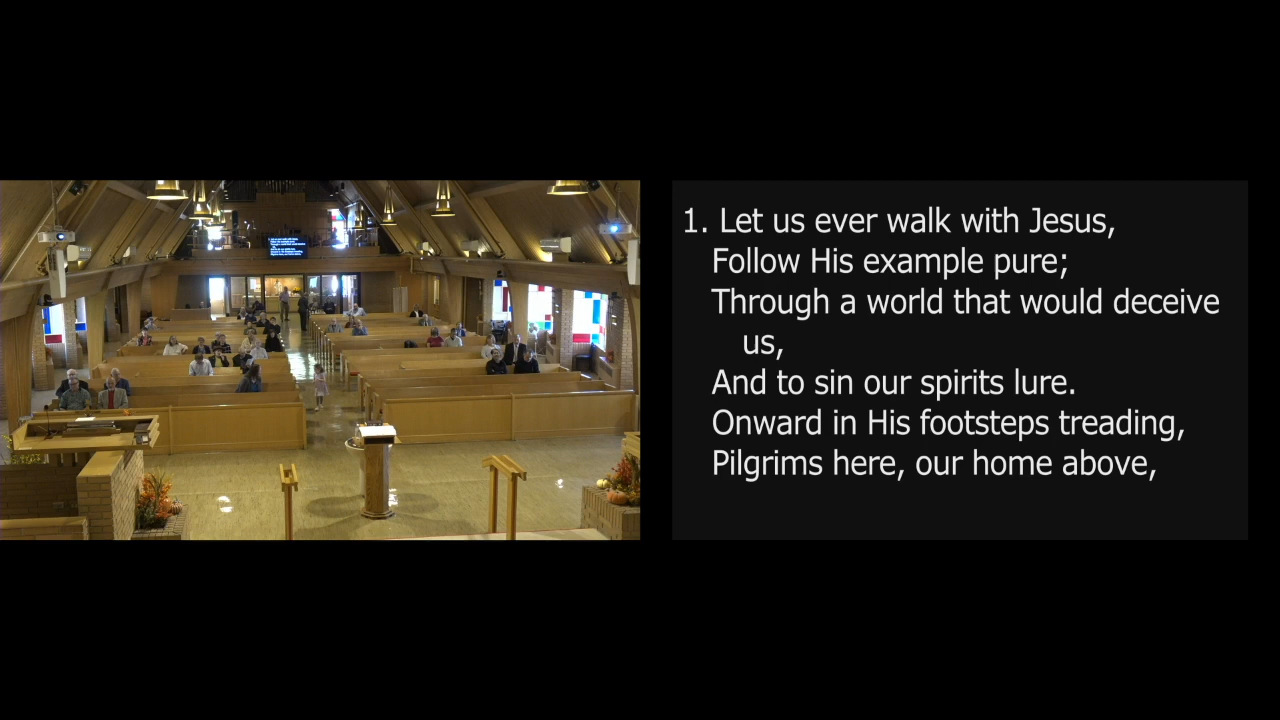 1. Let us ever walk with Jesus,
Follow His example pure;
Through a world that would deceive
us,
And to sin our spirits lure.
Onward in His footsteps treading,
Pilgrims here, our home above,